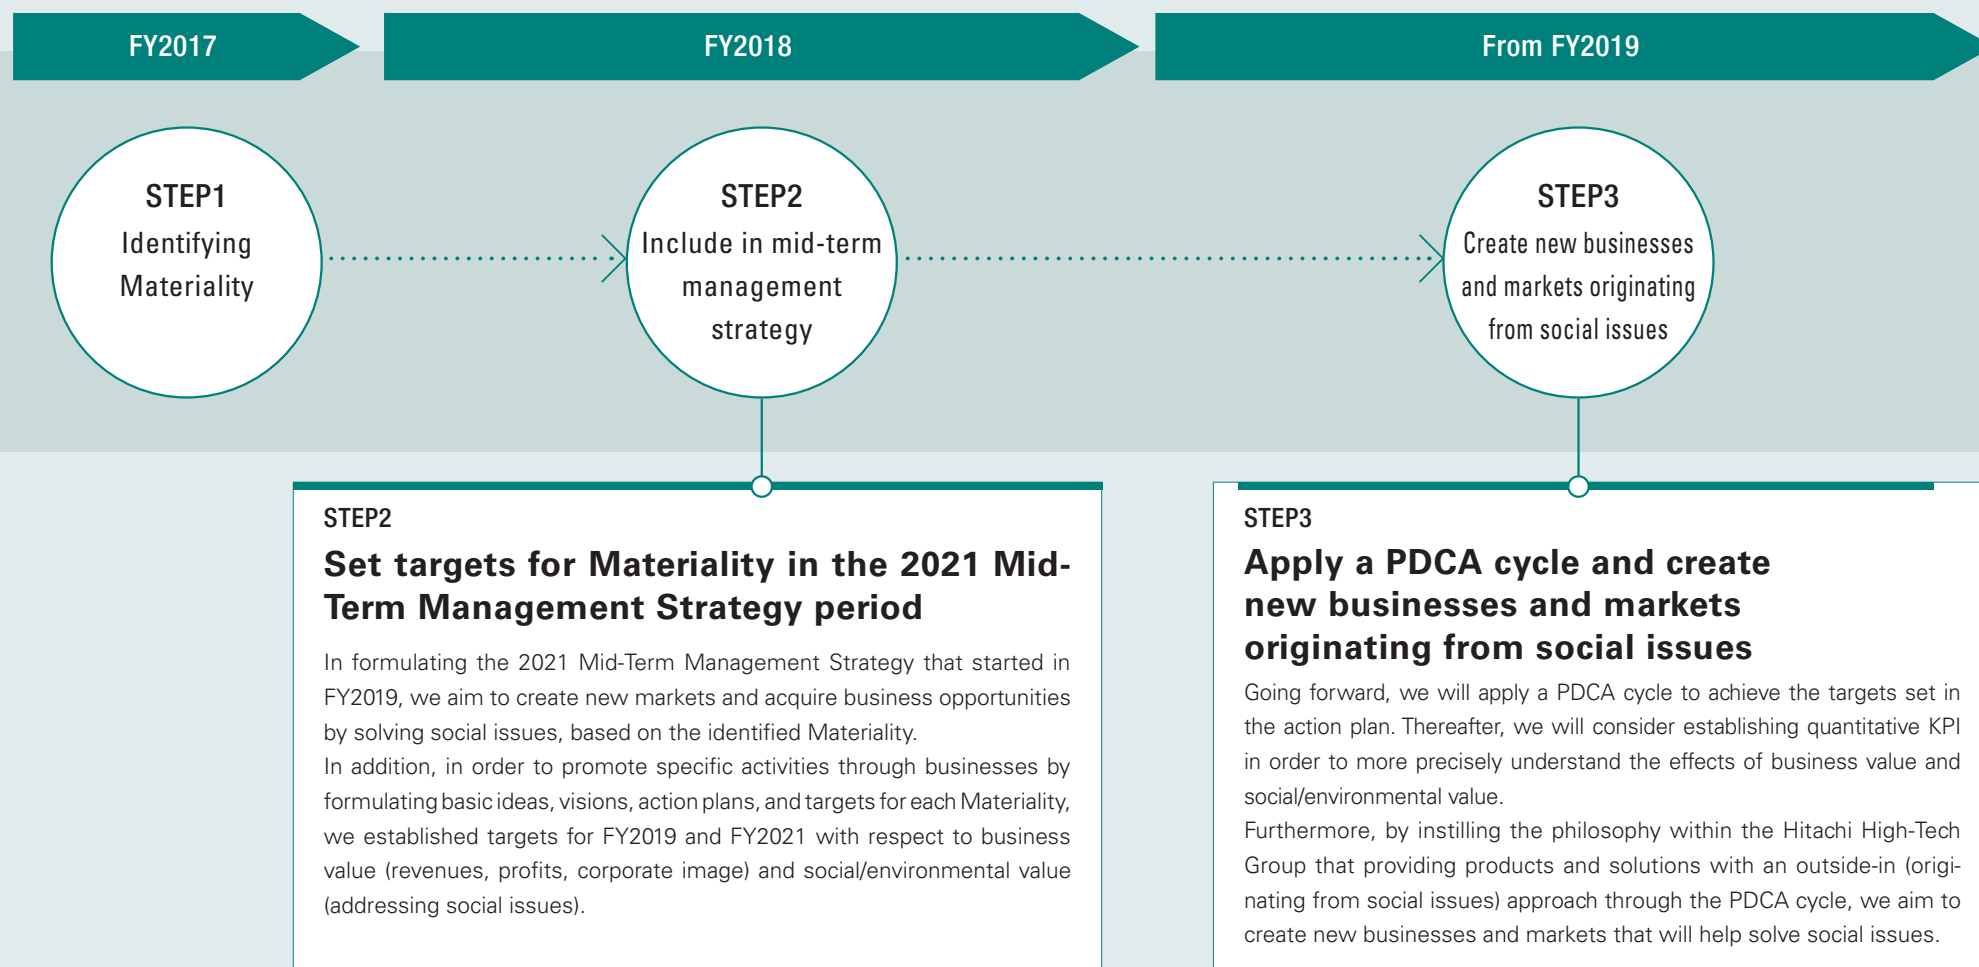 FY2017
FY2018
From FY2019
STEP1
Identifying
Materiality
STEP2
Include in mid-term
management
strategy
STEP3
Create new businesses
and markets originating
from social issues
STEP2
Set targets for Materiality in the 2021 Mid-
Term Management Strategy period
In formulating the 2021 Mid-Term Management Strategy that started in
FY2019, we aim to create new markets and acquire business opportunities
by solving social issues, based on the identified Materiality.
In addition, in order to promote specific activities through businesses by
formulating basic ideas, visions, action plans, and targets for each Materiality,
we established targets for FY2019 and FY2021 with respect to business
value (revenues, profits, corporate image) and social/environmental value
(addressing social issues).
STEP3
Apply a PDCA cycle and create
new businesses and markets
originating from social issues
Going forward, we will apply a PDCA cycle to achieve the targets set in
the action plan. Thereafter, we will consider establishing quantitative KPI
in order to more precisely understand the effects of business value and
social/environmental value.
Furthermore, by instilling the philosophy within the Hitachi High-Tech
Group that providing products and solutions with an outside-in (origi-
nating from social issues) approach through the PDCA cycle, we aim to
create new businesses and markets that will help solve social issues.